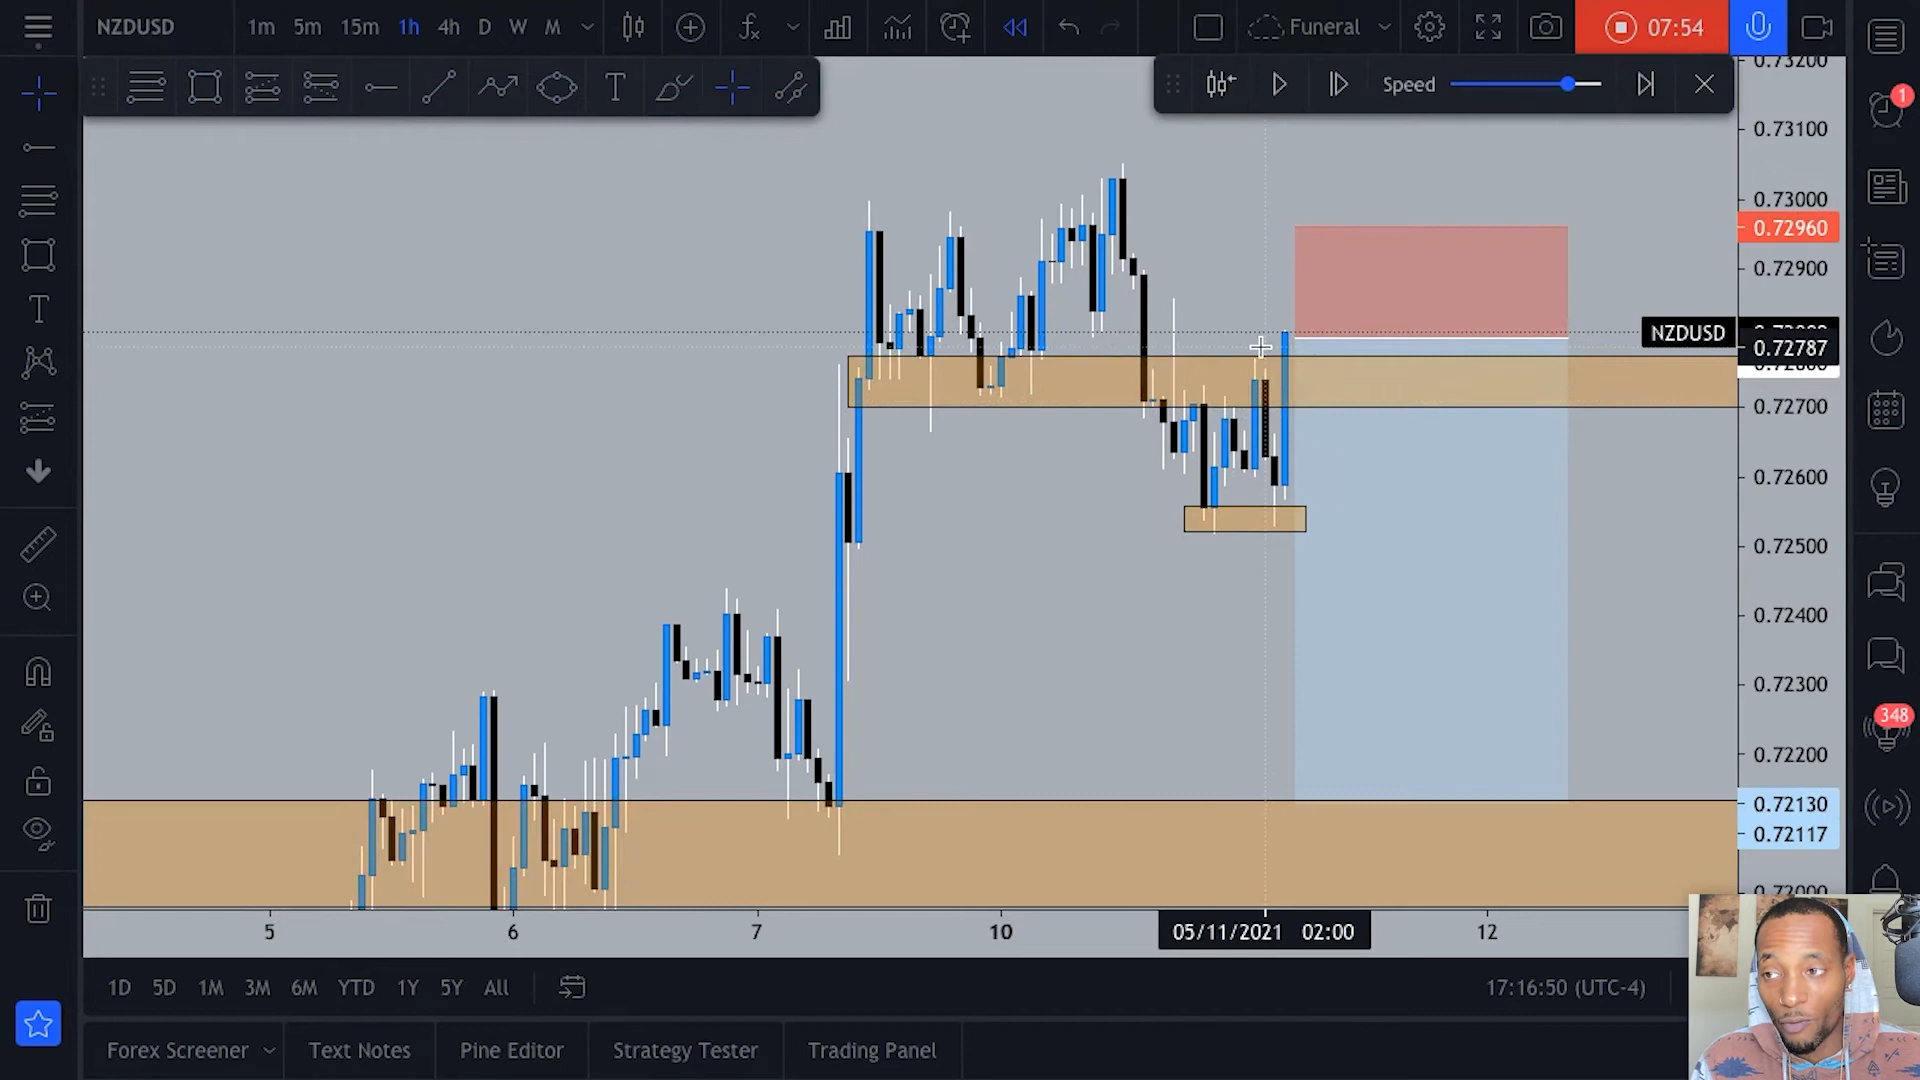 NZDUSD 1m 5m 15m 1h 4h D W M Funeral 07:54
T Speed
1
0.73200
0.73100
0.73000
0.72960
0.72900
NZDUSD
0.72787
0.72700
0.72600
0.72500
0.72400
0.72300
0.72200
0.72130
0.72117
0.72000
348
5 6 7 10 05/11/2021 02:00 12
1D 5D 1M 3M 6M YTD 1Y 5Y All 17:16:50 (UTC-4)
Forex Screener Text Notes Pine Editor Strategy Tester Trading Panel